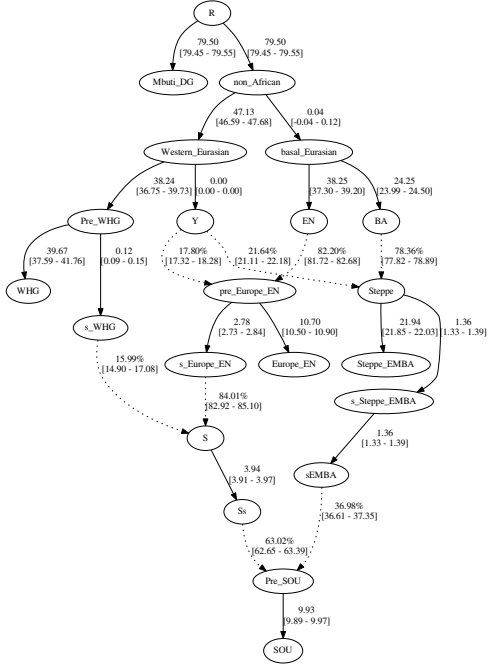 R
79.50
[79.45 - 79.55]
79.50
[79.45 - 79.55]
Mbuti_DG
non_African
47.13
[46.59 - 47.68]
0.04
[-0.04 - 0.12]
Western_Eurasian
basal_Eurasian
38.24
[36.75 - 39.73]
0.00
[0.00 - 0.00]
38.25
[37.30 - 39.20]
24.25
[23.99 - 24.50]
Pre_WHG
Y
EN
BA
39.67
[37.59 - 41.76]
0.12
[0.09 - 0.15]
17.80%
[17.32 - 18.28]
21.64%
[21.11 - 22.18]
82.20%
[81.72 - 82.68]
78.36%
[77.82 - 78.89]
WHG
pre_Europe_EN
Steppe
s_WHG
2.78
[2.73 - 2.84]
10.70
[10.50 - 10.90]
21.94
[21.85 - 22.03]
1.36
[1.33 - 1.39]
s_Europe_EN
Europe_EN
Steppe_EMBA
15.99%
[14.90 - 17.08]
84.01%
[82.92 - 85.10]
s_Steppe_EMBA
S
1.36
[1.33 - 1.39]
3.94
[3.91 - 3.97]
sEMBA
Ss
36.98%
[36.61 - 37.35]
63.02%
[62.65 - 63.39]
Pre_SOU
9.93
[9.89 - 9.97]
SOU